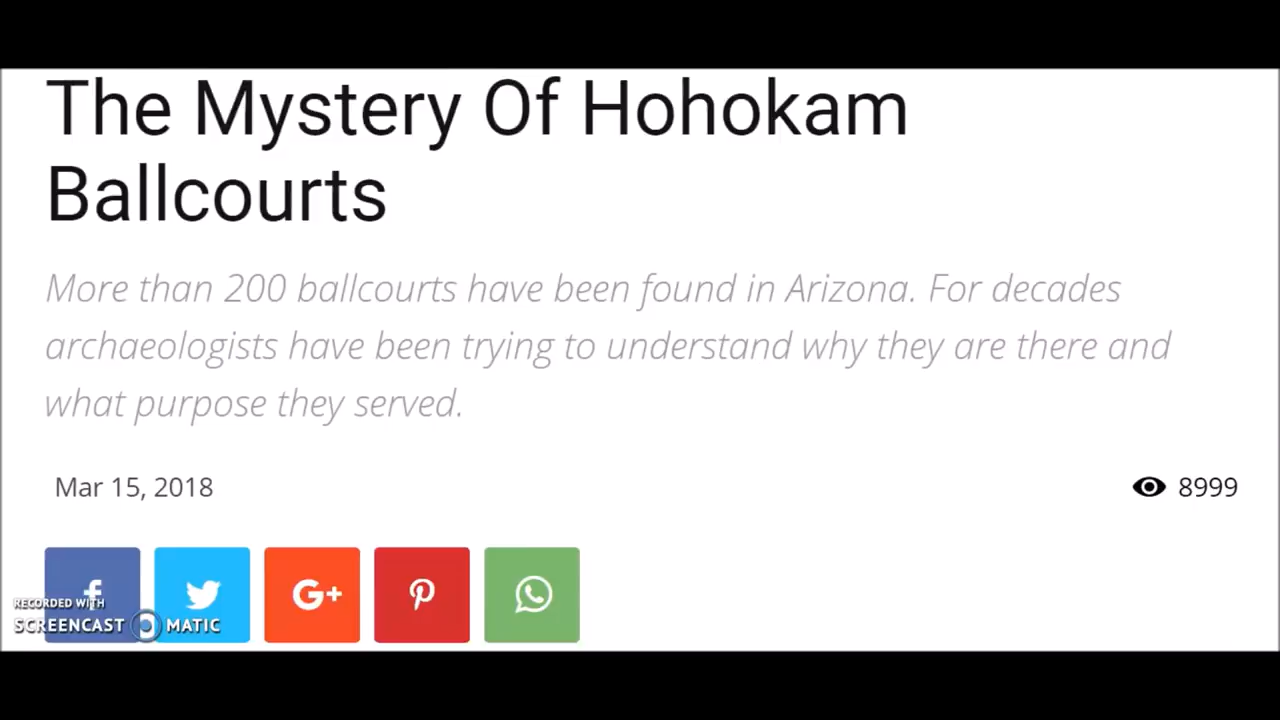 The Mystery Of Hohokam
Ballcourts
More than 200 ballcourts have been found in Arizona. For decades
archaeologists have been trying to understand why they are there and
what purpose they served.
Mar 15, 2018
8999
f
G+
RECORDED WITH
SCREENCAST O MATIC